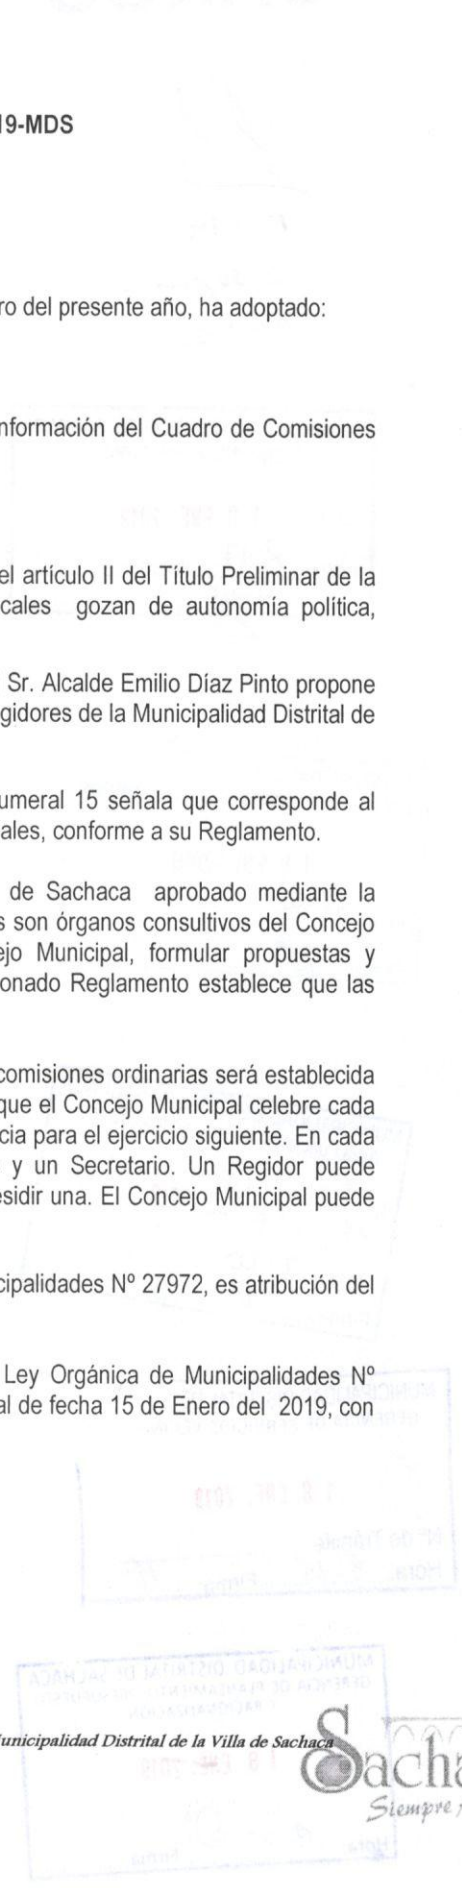 19-MDS
ro del presente año, ha adoptado:
nformación del Cuadro de Comisiones
el artículo II del Título Preliminar de la
cales gozan de autonomía política,
Sr. Alcalde Emilio Díaz Pinto propone
gidores de la Municipalidad Distrital de
umeral 15 señala que corresponde al
ales, conforme a su Reglamento.
de Sachaca aprobado mediante la
s son órganos consultivos del Concejo
ejo Municipal, formular propuestas y
onado Reglamento establece que las
comisiones ordinarias será establecida
que el Concejo Municipal celebre cada
cia para el ejercicio siguiente. En cada
y un Secretario. Un Regidor puede
esidir una. El Concejo Municipal puede
cipalidades Nº 27972, es atribución del
Ley Orgánica de Municipalidades Nº
al de fecha 15 de Enero del 2019, con
MUNICIPALIDAD DISTRITAL DE SACHACA
unicipalidad Distrital de la Villa de Sachaca
Sacha
Siempre